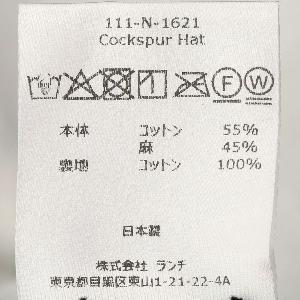 111-N-1621
Cockspur Hat
F W
本体 コットン 55%
麻 45%
裏地 コットン 100%
日本製
株式会社 ランチ
東京都目黒区東山1-21-22-4A